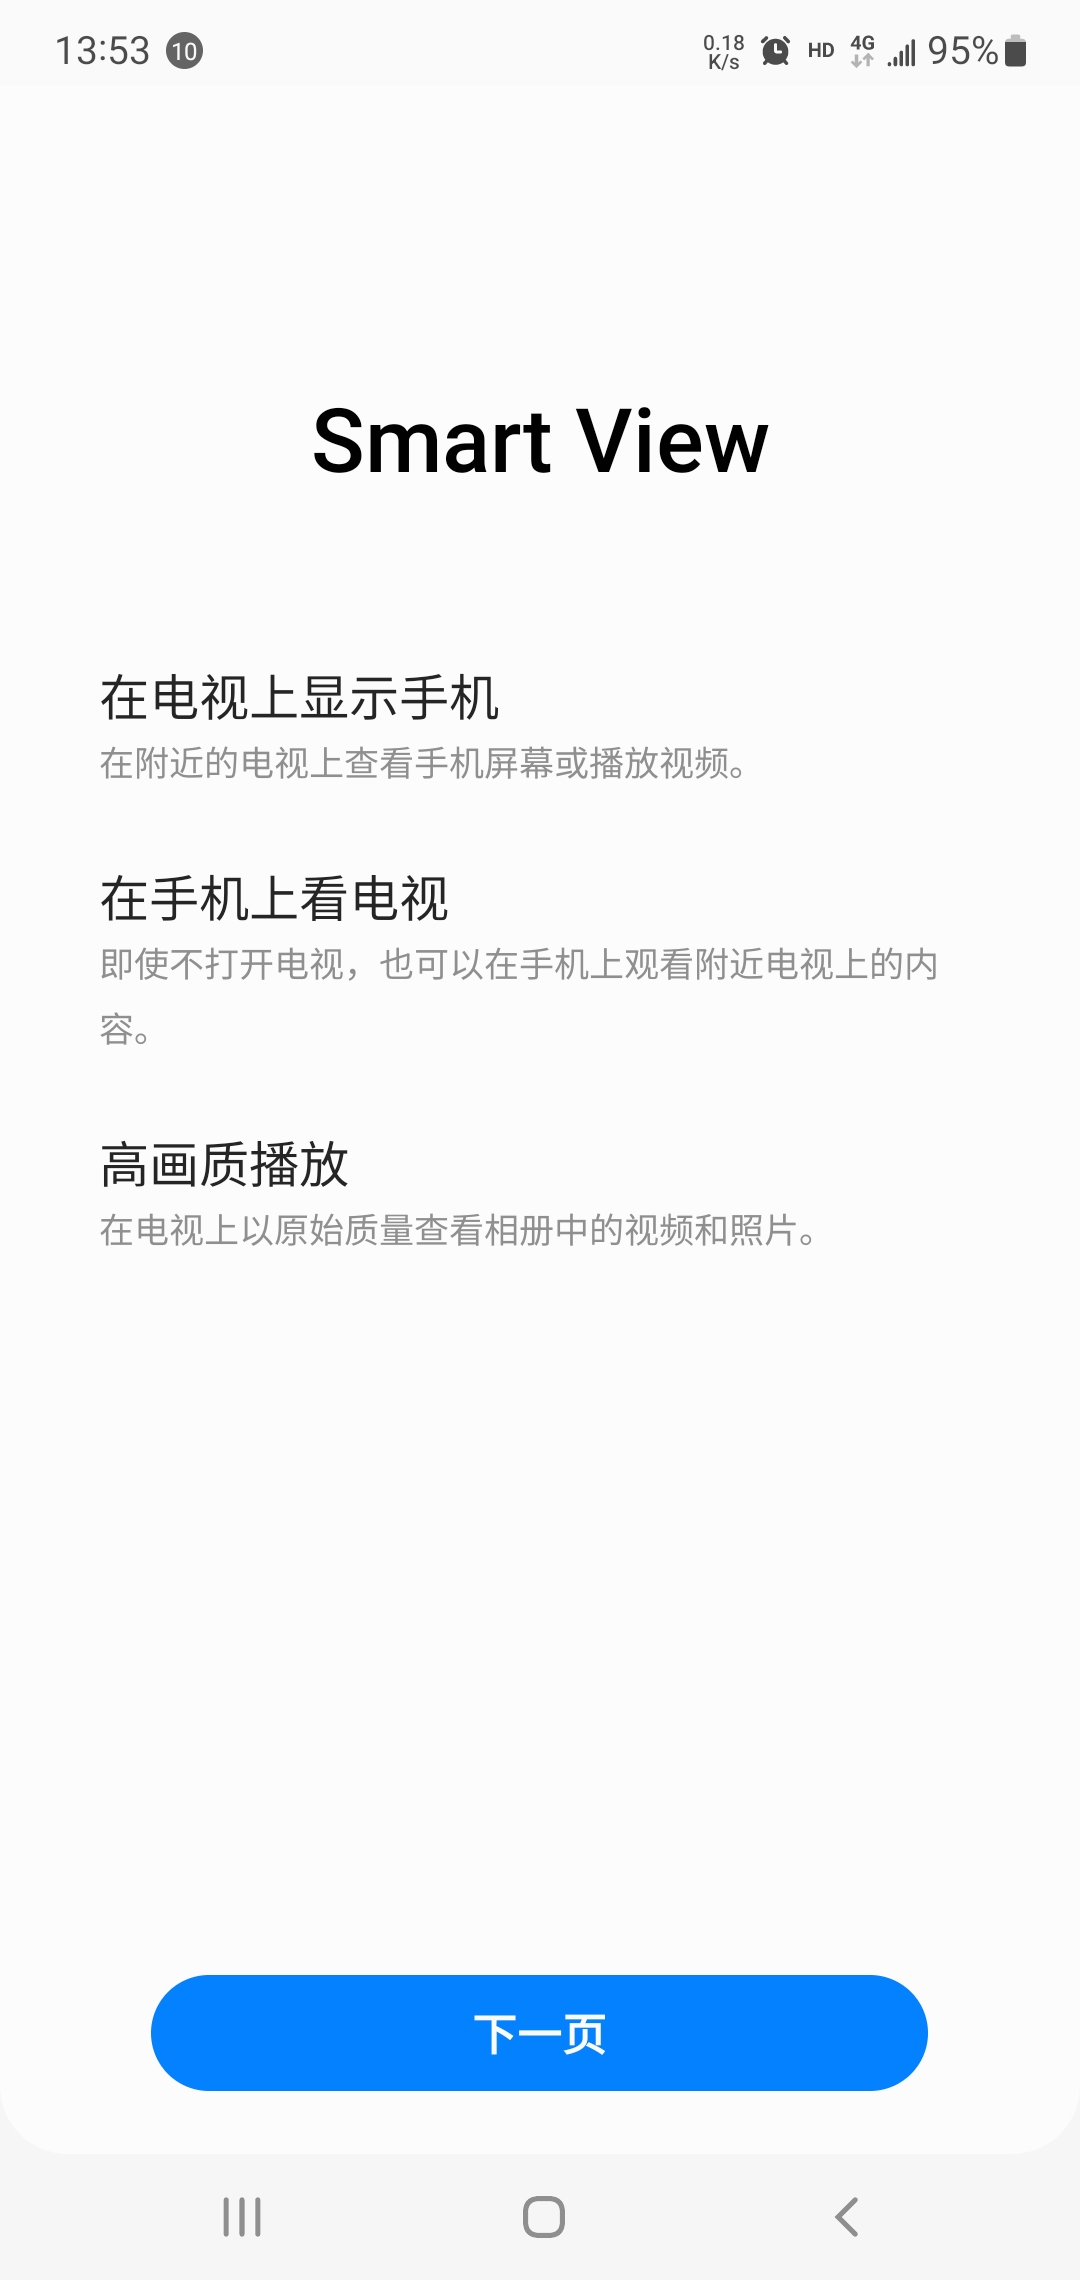 13:53 10 0.18 K/s HD 4G 95%
Smart View
在电视上显示手机
在附近的电视上查看手机屏幕或播放视频。
在手机上看电视
即使不打开电视，也可以在手机上观看附近电视上的内
容。
高画质播放
在电视上以原始质量查看相册中的视频和照片。
下一页